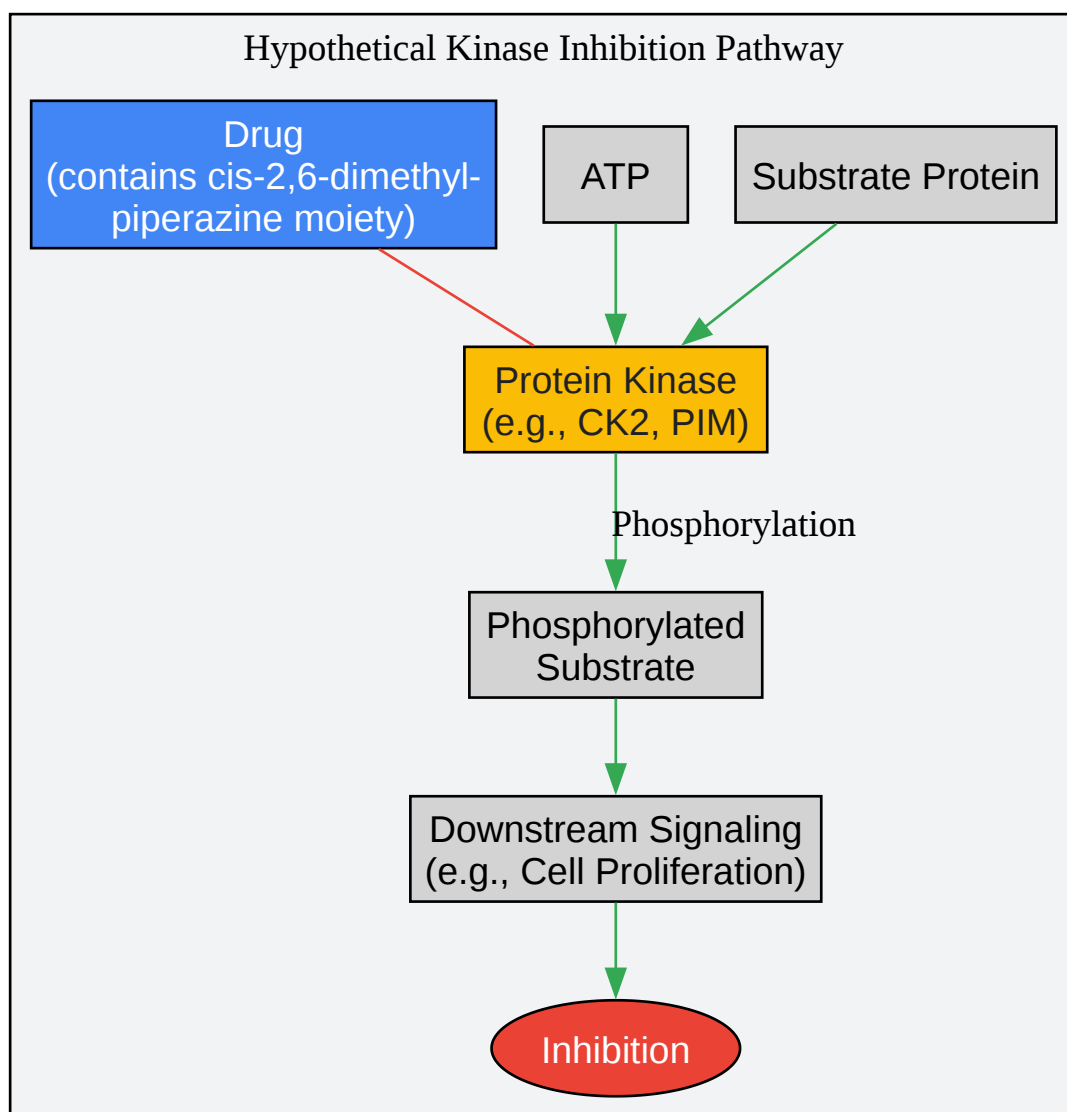 Hypothetical Kinase Inhibition Pathway
Drug
(contains cis-2,6-dimethyl-
piperazine moiety)
ATP
Substrate Protein
Protein Kinase
(e.g., CK2, PIM)
Phosphorylation
Phosphorylated
Substrate
Downstream Signaling
(e.g., Cell Proliferation)
Inhibition